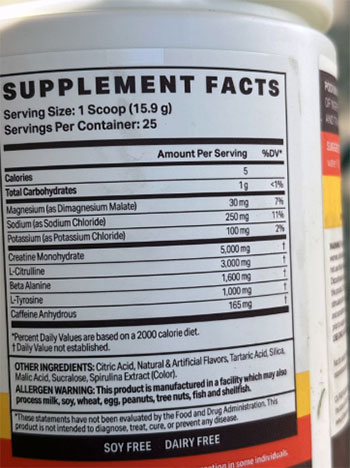 SUPPLEMENT FACTS
Serving Size: 1 Scoop (15.9 g)
Servings Per Container: 25
Amount Per Serving %DV*
Calories 5
Total Carbohydrates 1 g <1%
Magnesium (as Dimagnesium Malate) 30 mg 7%
Sodium (as Sodium Chloride) 250 mg 11%
Potassium (as Potassium Chloride) 100 mg 2%
Creatine Monohydrate 5,000 mg †
L-Citrulline 3,000 mg †
Beta Alanine 1,600 mg †
L-Tyrosine 1,000 mg †
Caffeine Anhydrous 165 mg †
*Percent Daily Values are based on a 2000 calorie diet.
† Daily Value not established.
OTHER INGREDIENTS: Citric Acid, Natural & Artificial Flavors, Tartaric Acid, Silica,
Malic Acid, Sucralose, Spirulina Extract (Color).
ALLERGEN WARNING: This product is manufactured in a facility which may also
process milk, soy, wheat, egg, peanuts, tree nuts, fish and shellfish.
*These statements have not been evaluated by the Food and Drug Administration. This
product is not intended to diagnose, treat, cure, or prevent any disease.
SOY FREE DAIRY FREE
in some individuals.